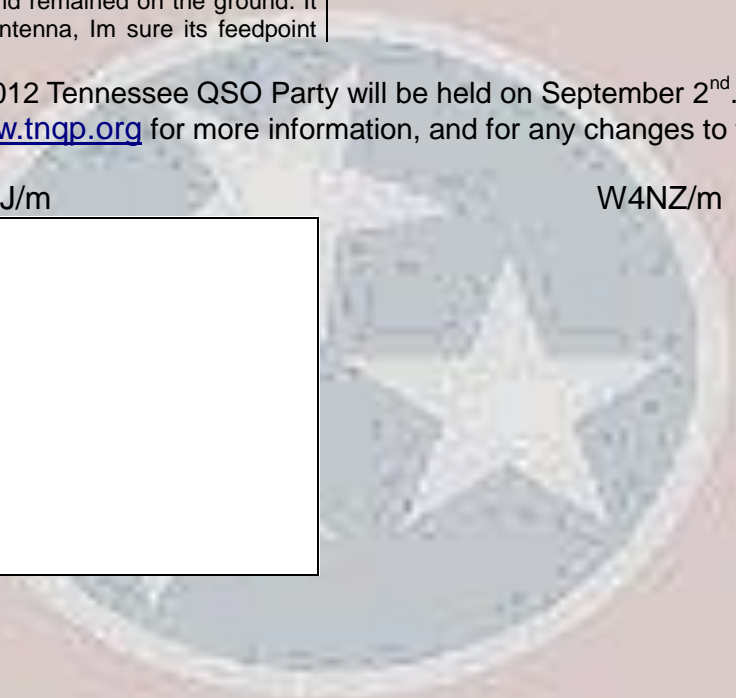 nd remained on the ground. It
ntenna, Im sure its feedpoint
012 Tennessee QSO Party will be held on September 2nd.
w.tnqp.org for more information, and for any changes to
J/m W4NZ/m